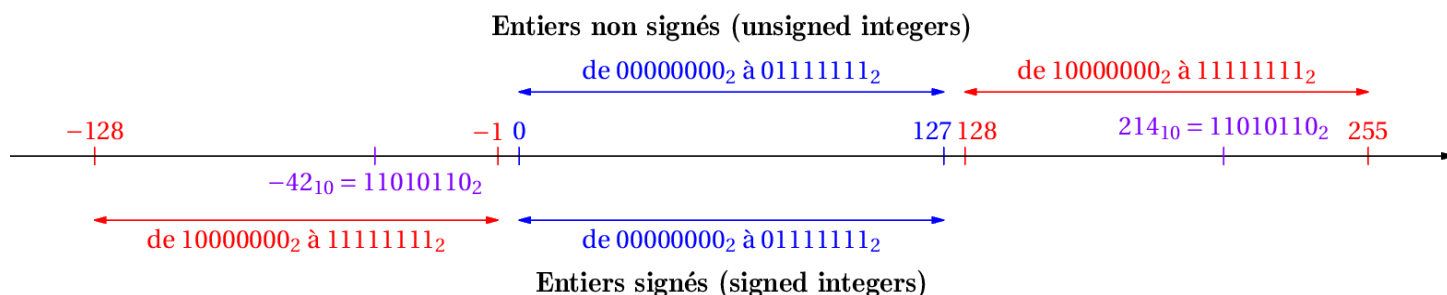 Entiers non signés (unsigned integers)
de 00000000₂ à 01111111₂
de 10000000₂ à 11111111₂
−128
−1
0
127
128
214₁₀ = 11010110₂
255
−42₁₀ = 11010110₂
de 10000000₂ à 11111111₂
de 00000000₂ à 01111111₂
Entiers signés (signed integers)